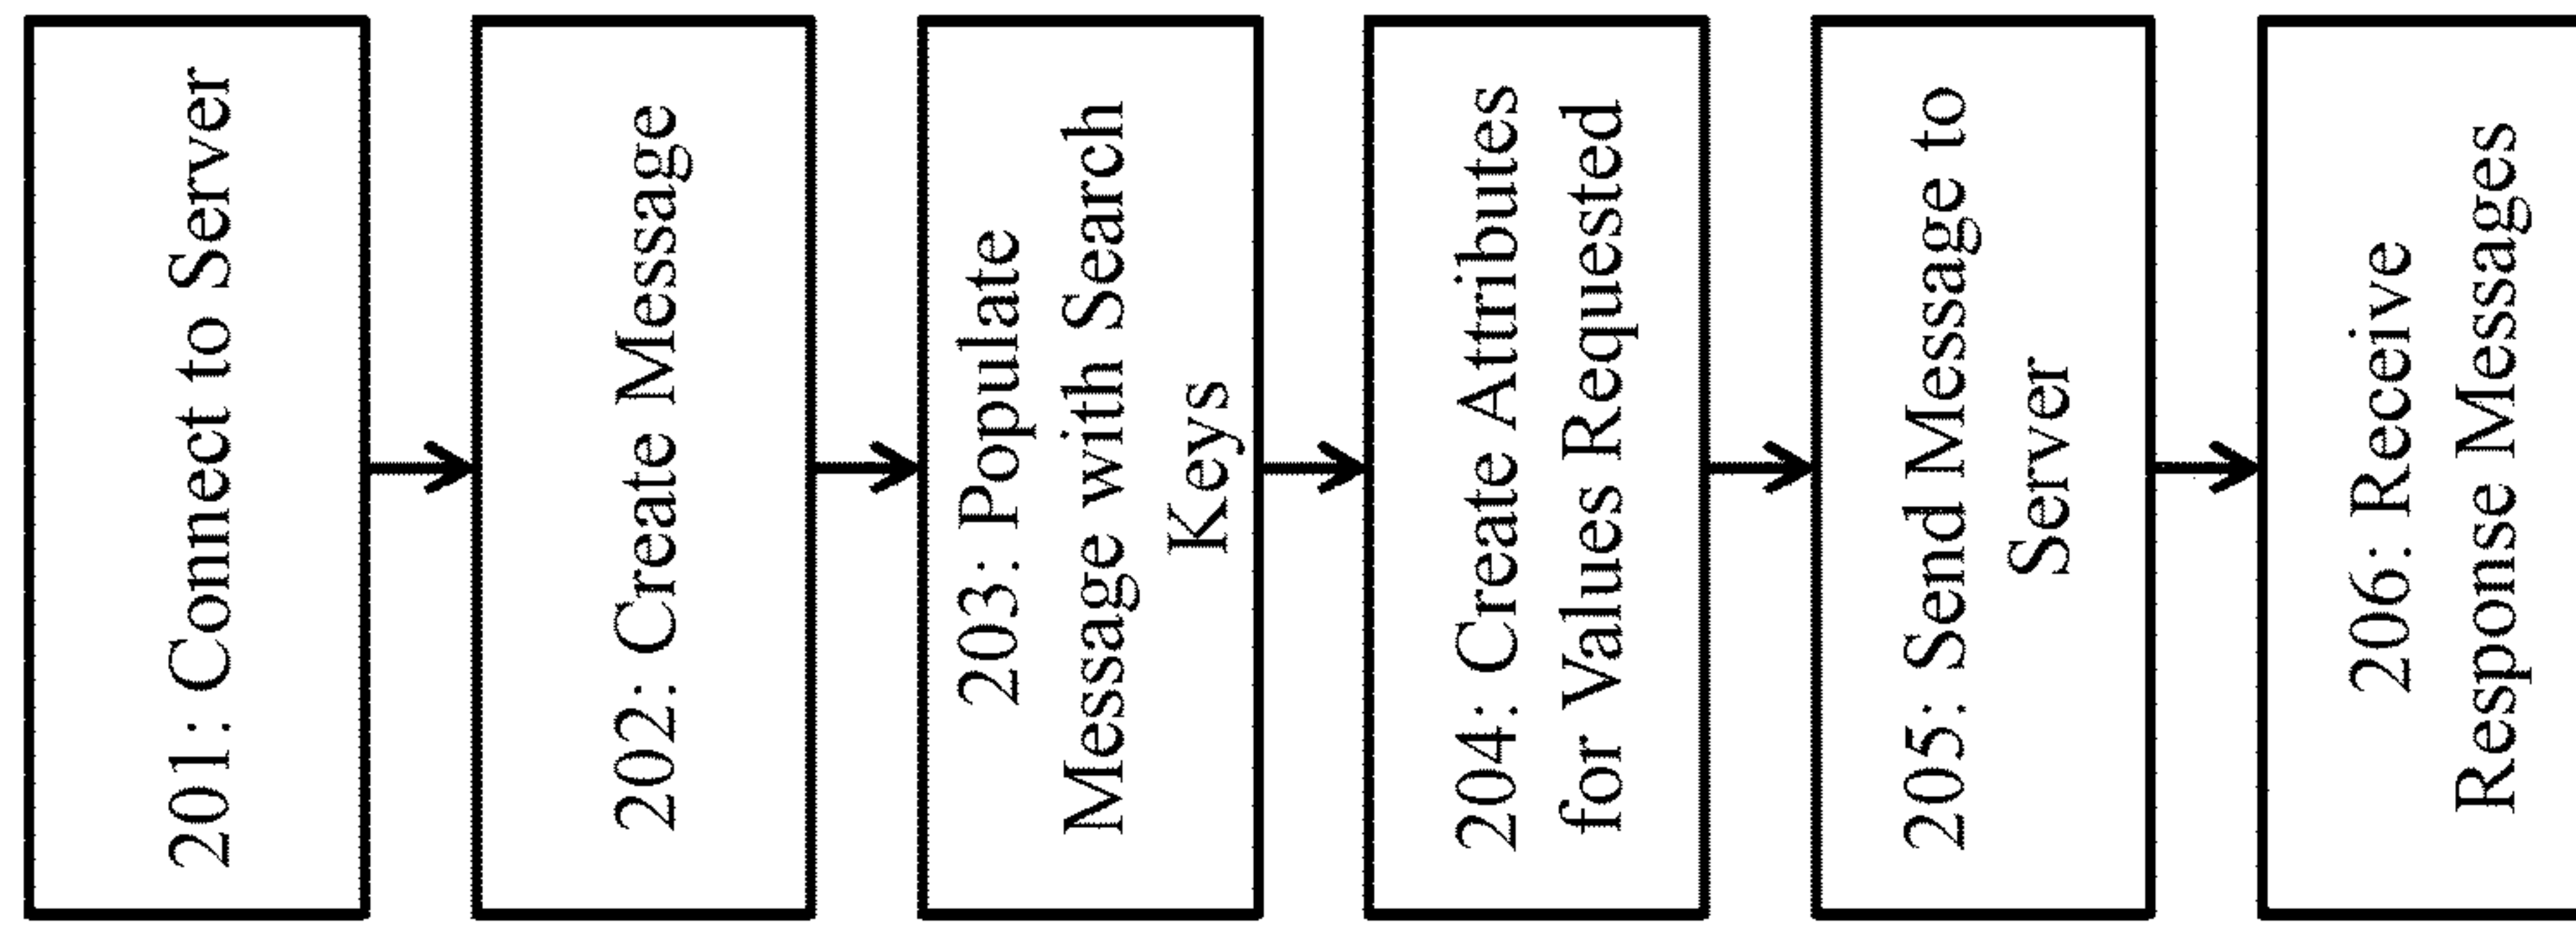 201: Connect to Server
202: Create Message
203: Populate
Message with Search
Keys
204: Create Attributes
for Values Requested
205: Send Message to
Server
206: Receive
Response Messages